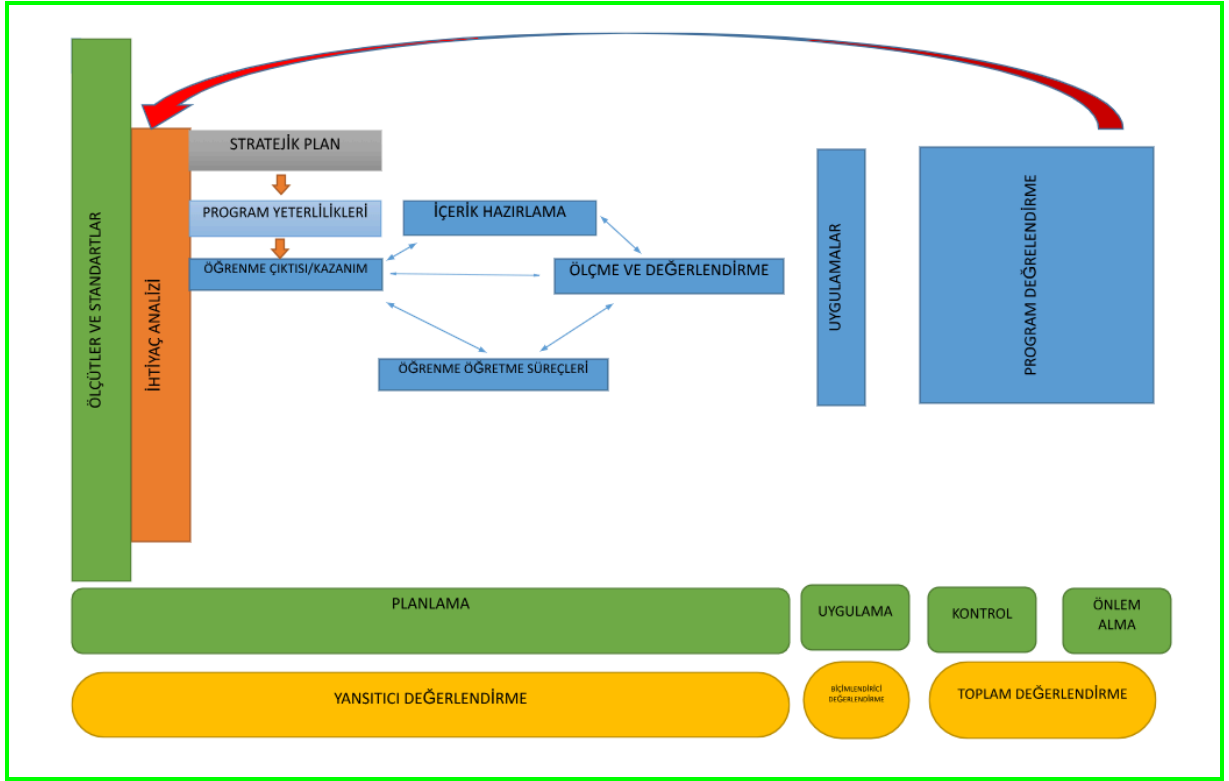 ÖLÇÜTLER VE STANDARTLAR
İHTİYAÇ ANALİZİ
STRATEJİK PLAN
PROGRAM YETERLİLİKLERİ
ÖĞRENME ÇIKTISI/KAZANIM
İÇERİK HAZIRLAMA
ÖLÇME VE DEĞERLENDİRME
ÖĞRENME ÖĞRETME SÜREÇLERİ
UYGULAMALAR
PROGRAM DEĞRELENDİRME
PLANLAMA
UYGULAMA
KONTROL
ÖNLEM
ALMA
YANSITICI DEĞERLENDİRME
BİÇİMLENDİRİCİ
DEĞERLENDİRME
TOPLAM DEĞERLENDİRME